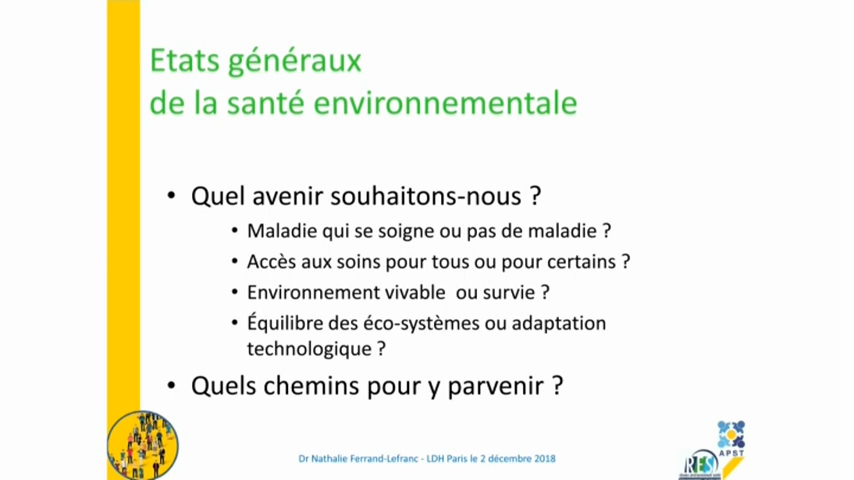 Etats généraux
de la santé environnementale
• Quel avenir souhaitons-nous ?
• Maladie qui se soigne ou pas de maladie ?
• Accès aux soins pour tous ou pour certains ?
• Environnement vivable ou survie ?
• Équilibre des éco-systèmes ou adaptation
technologique ?
• Quels chemins pour y parvenir ?
Dr Nathalie Ferrand-Lefranc - LDH Paris le 2 décembre 2018
APST
RES